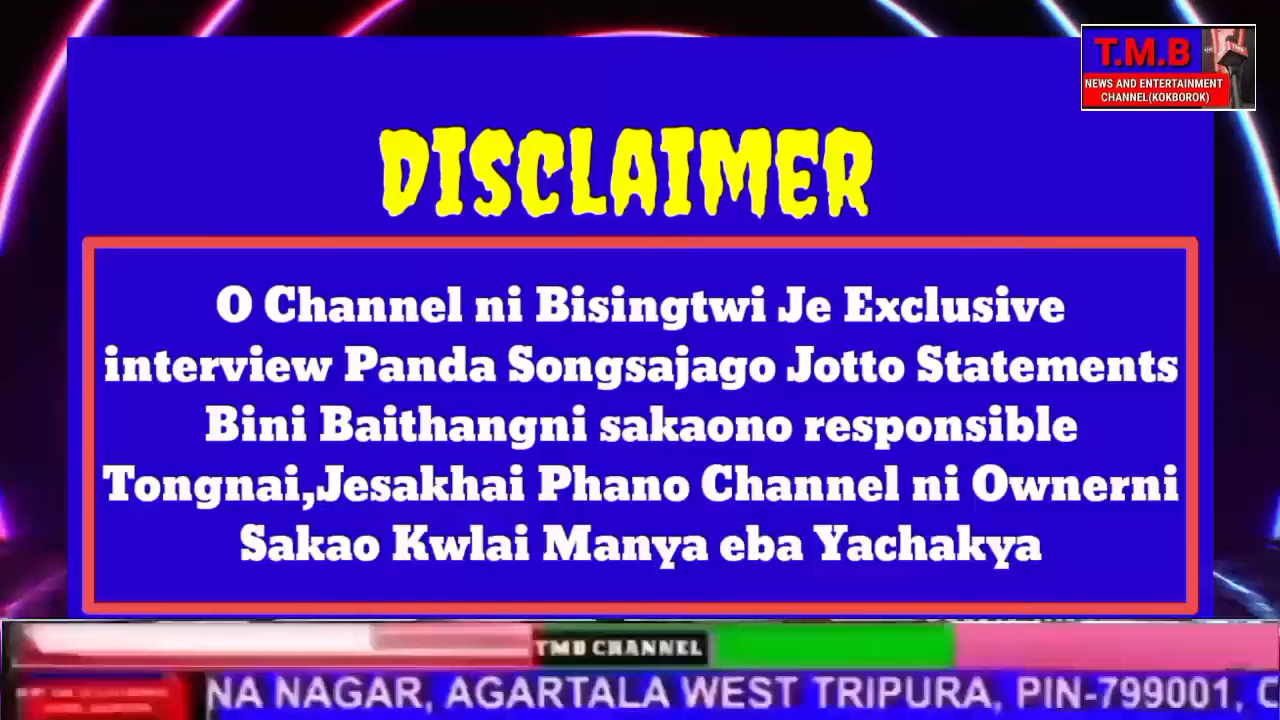 T.M.B
NEWS AND ENTERTAINMENT
CHANNEL(KOKBOROK)
DISCLAIMER
O Channel ni Bisingtwi Je Exclusive
interview Panda Songsajago Jotto Statements
Bini Baithangni sakaono responsible
Tongnai,Jesakhai Phano Channel ni Ownerni
Sakao Kwlai Manya eba Yachakya
TMB CHANNEL
NA NAGAR, AGARTALA WEST TRIPURA, PIN-799001, C